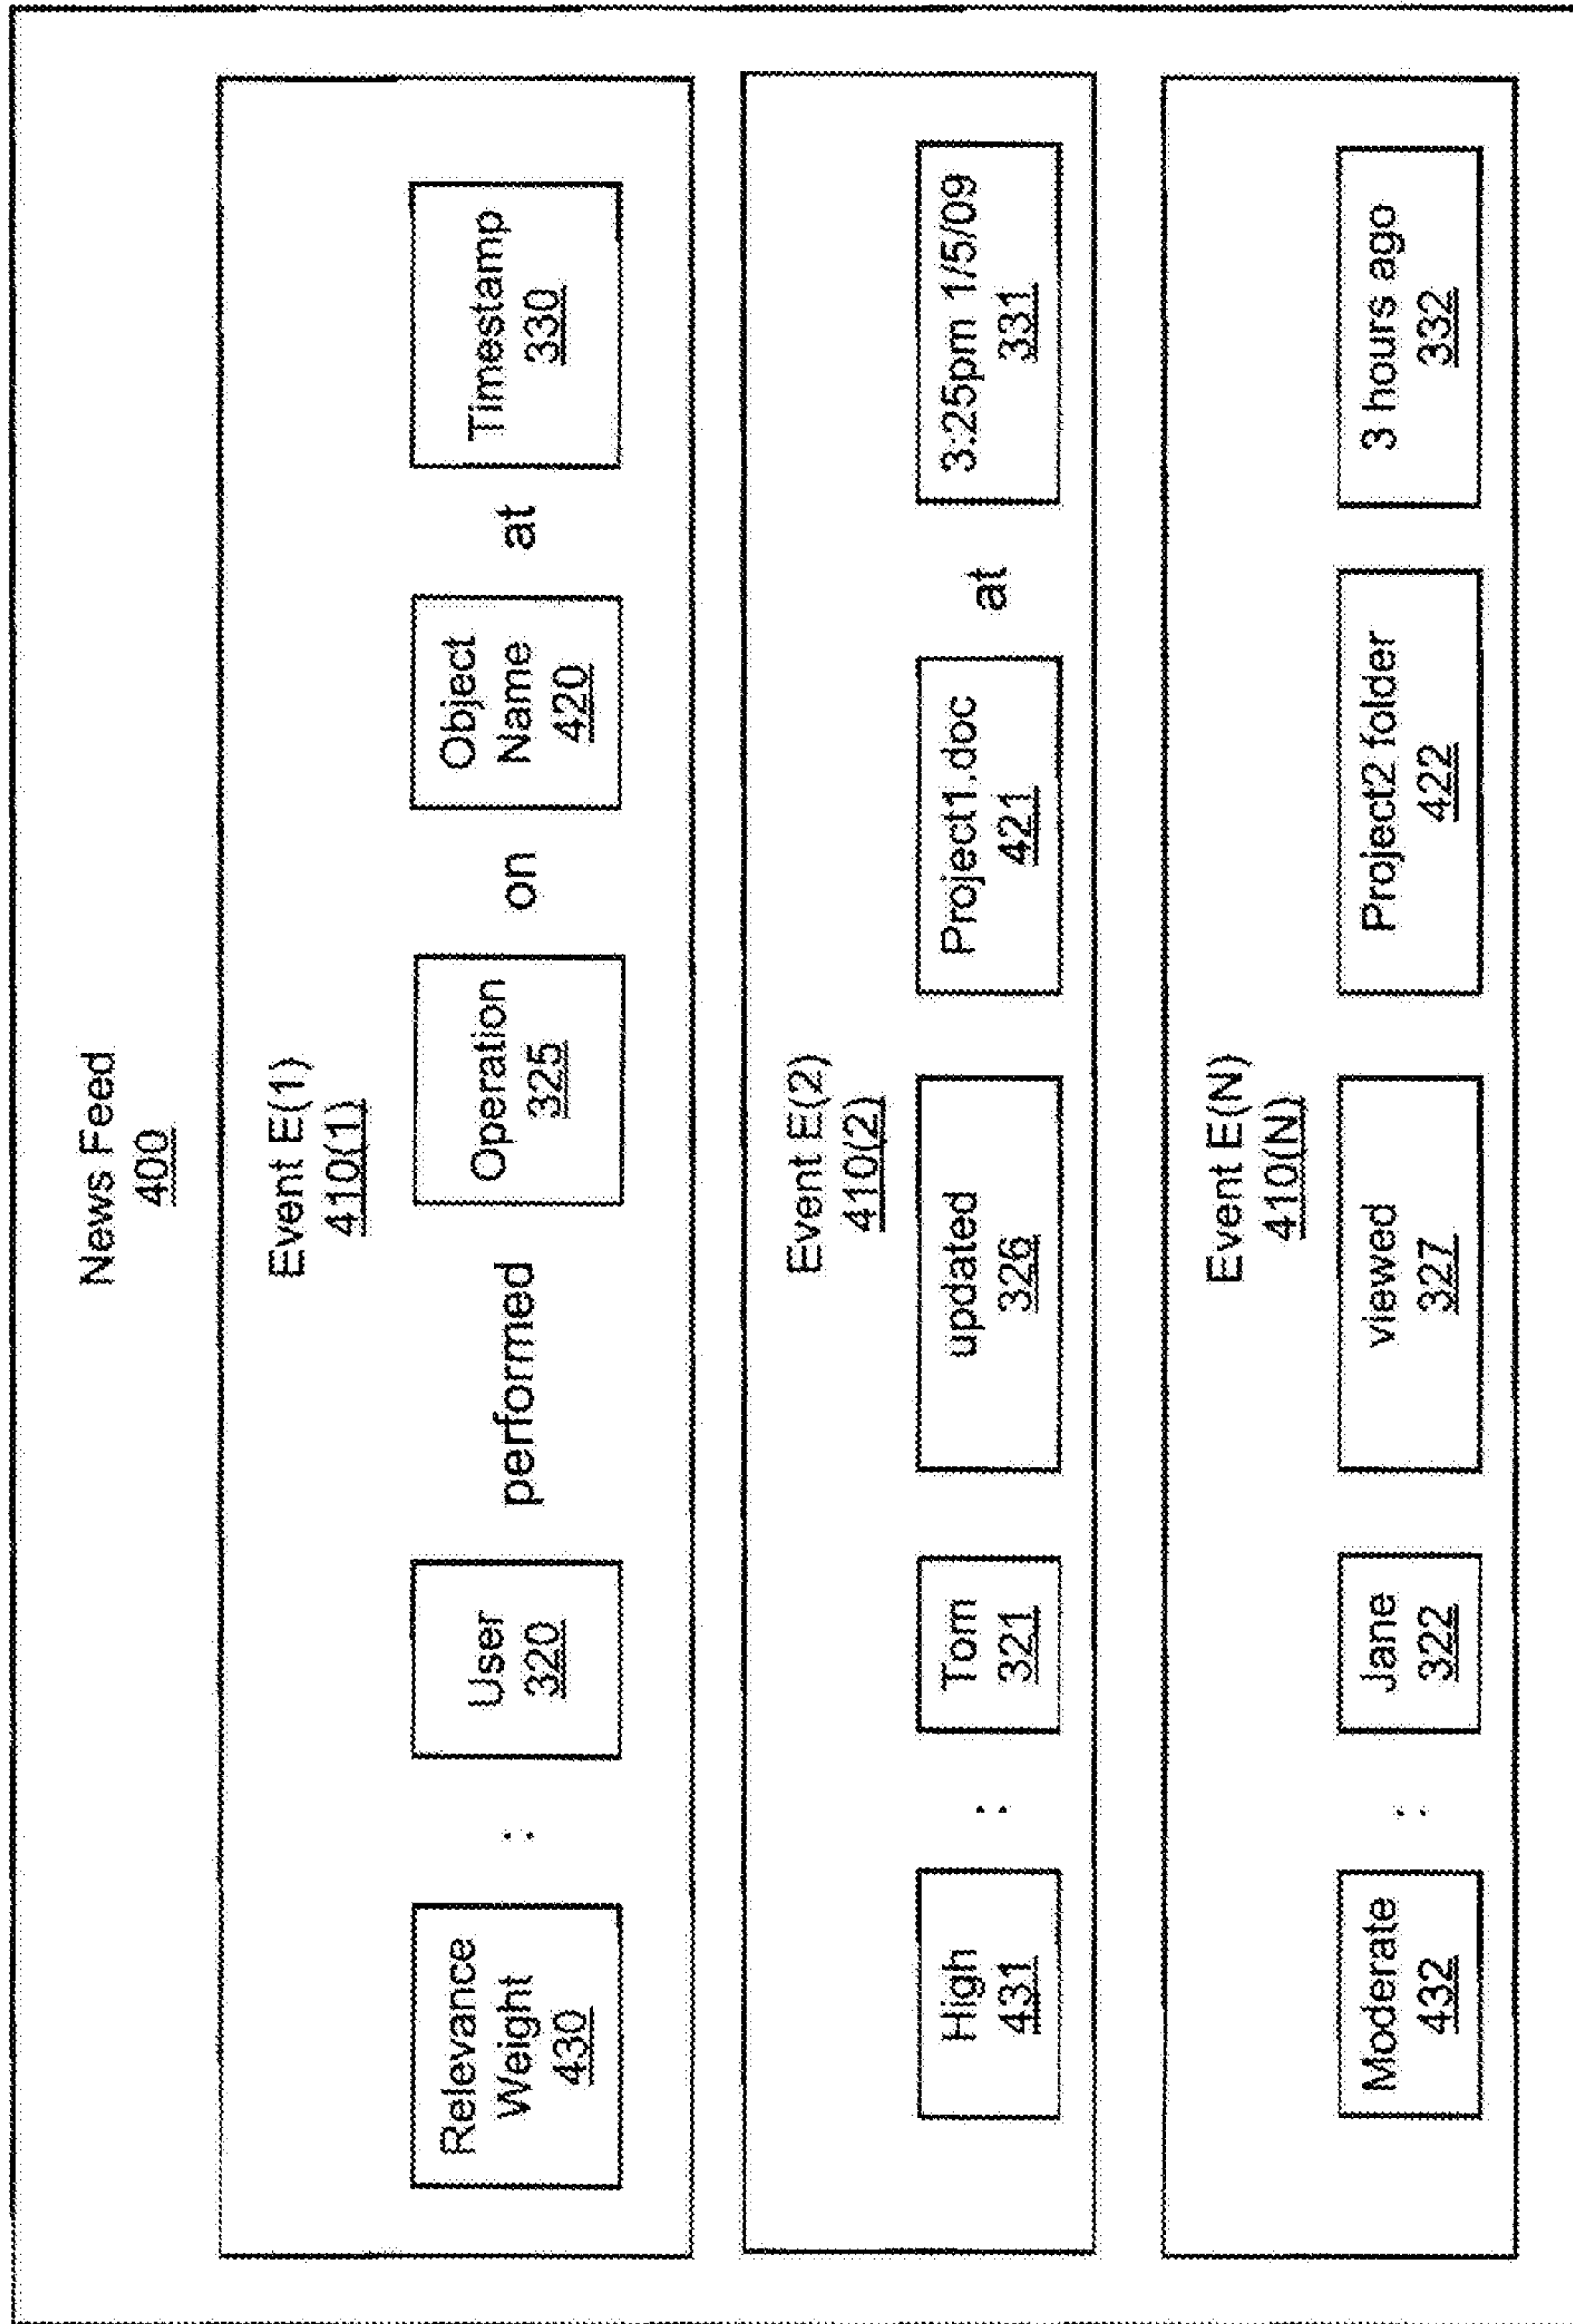 News Feed
400
Event E(1)
410(1)
Relevance
Weight
430
:
User
320
performed
Operation
325
on
Object
Name
420
at
Timestamp
330
Event E(2)
410(2)
High
431
:
Tom
321
updated
326
Project1.doc
421
at
3:25pm 1/5/09
331
Event E(N)
410(N)
Moderate
432
:
Jane
322
viewed
327
Project2 folder
422
3 hours ago
332